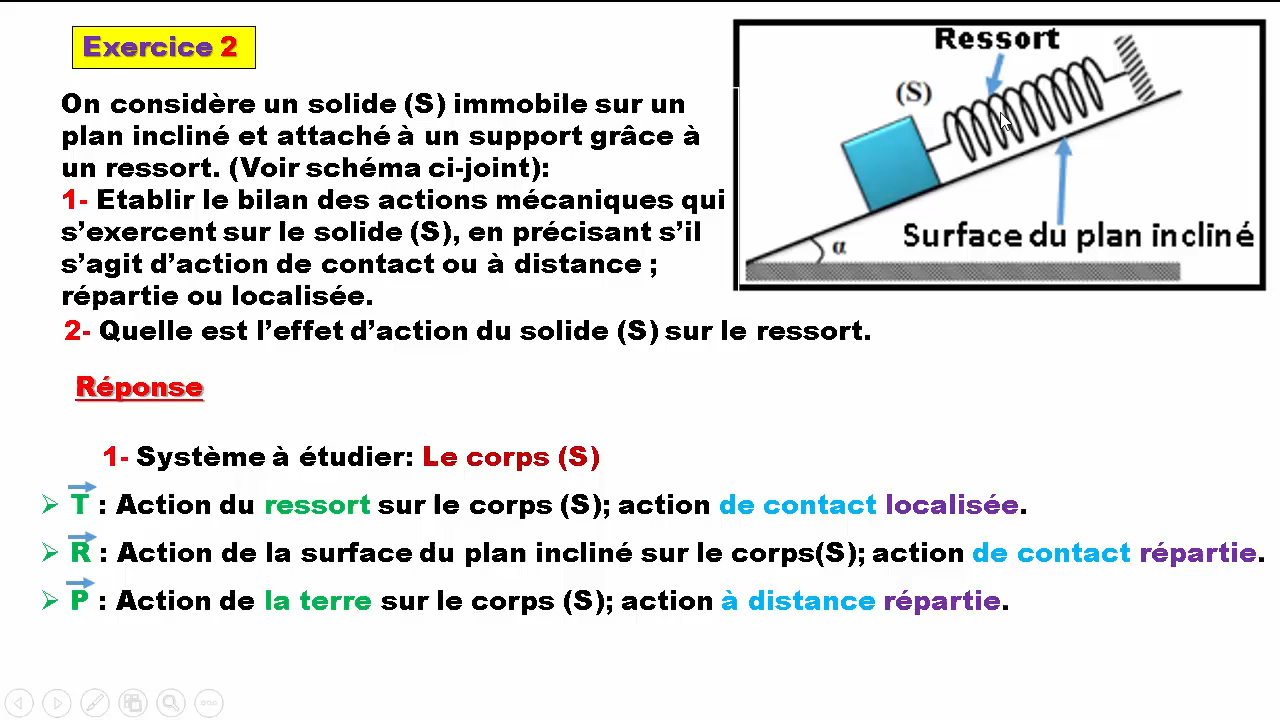 Exercice 2
On considère un solide (S) immobile sur un
plan incliné et attaché à un support grâce à
un ressort. (Voir schéma ci-joint):
1- Etablir le bilan des actions mécaniques qui
s'exercent sur le solide (S), en précisant s'il
s'agit d'action de contact ou à distance ;
répartie ou localisée.
2- Quelle est l'effet d'action du solide (S) sur le ressort.
Ressort
(S)
Surface du plan incliné
α
Réponse
1- Système à étudier: Le corps (S)
T : Action du ressort sur le corps (S); action de contact localisée.
R : Action de la surface du plan incliné sur le corps(S); action de contact répartie.
P : Action de la terre sur le corps (S); action à distance répartie.